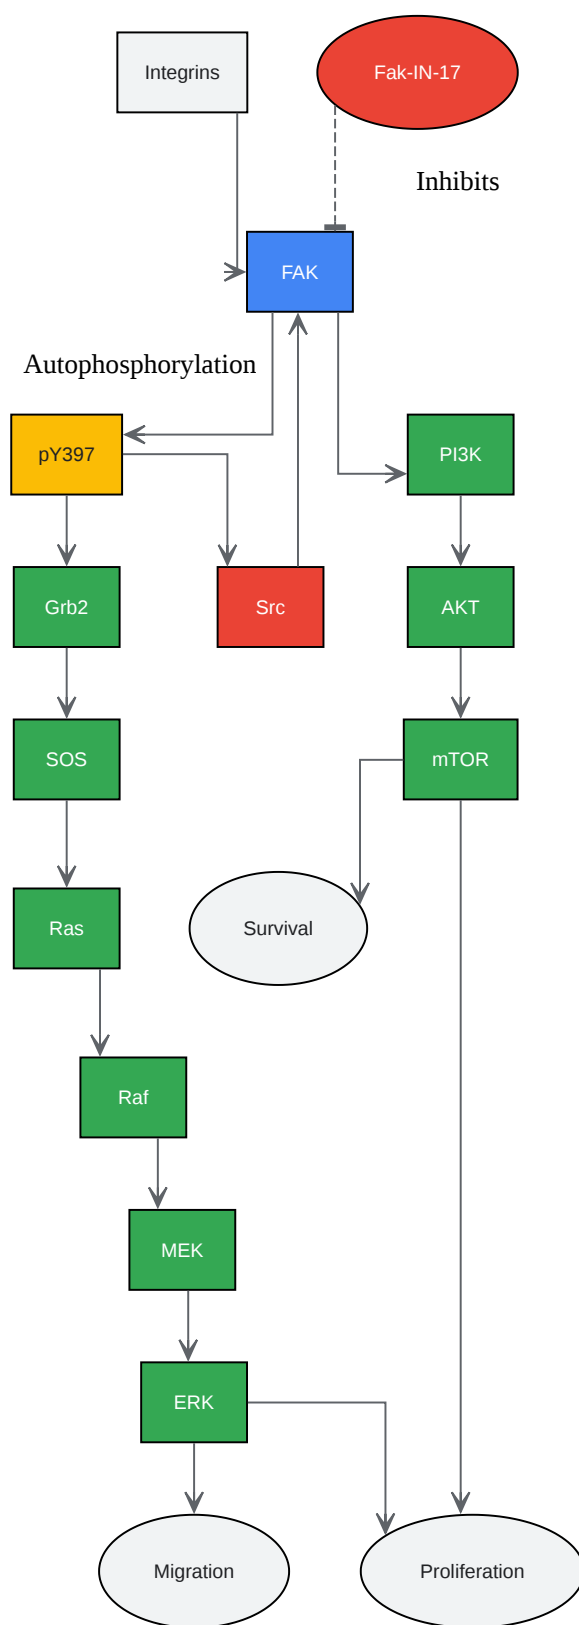 Integrins
Fak-IN-17
Inhibits
FAK
Autophosphorylation
pY397
PI3K
Grb2
Src
AKT
SOS
mTOR
Ras
Survival
Raf
MEK
ERK
Migration
Proliferation